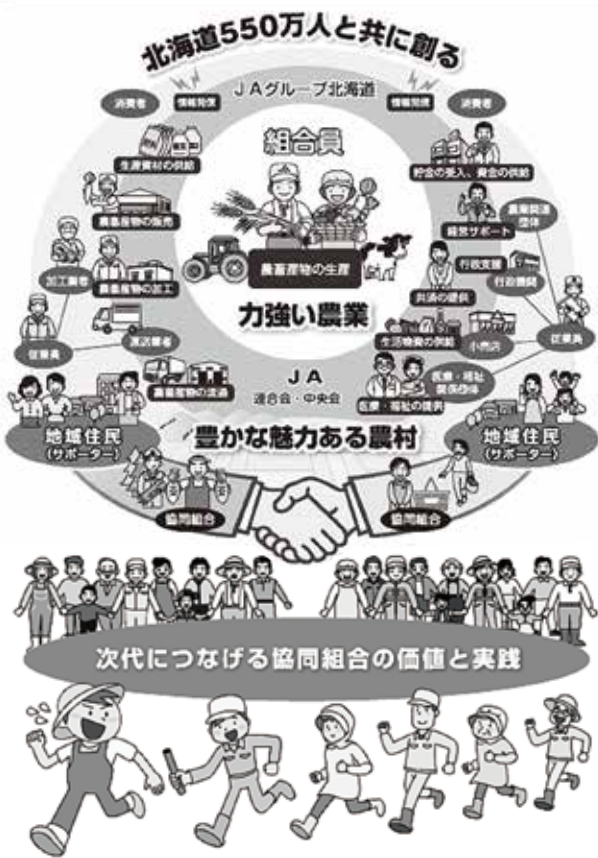 北海道550万人と共に創る
JAグループ北海道
消費者
情報発信
情報発信
消費者
組合員
生産資材の供給
貯金の受入、資金の供給
農畜産物の販売
経営サポート
農業関連
団体
加工業者
農畜産物の加工
農畜産物の生産
行政支援
行政機関
共済の提供
力強い農業
運送業者
従業員
生活物資の供給
小売店
従業員
農畜産物の流通
JA
連合会・中央会
医療・福祉
関係団体
医療・福祉の提供
地域住民
(サポーター)
豊かな魅力ある農村
地域住民
(サポーター)
協同組合
協同組合
次代につなげる協同組合の価値と実践